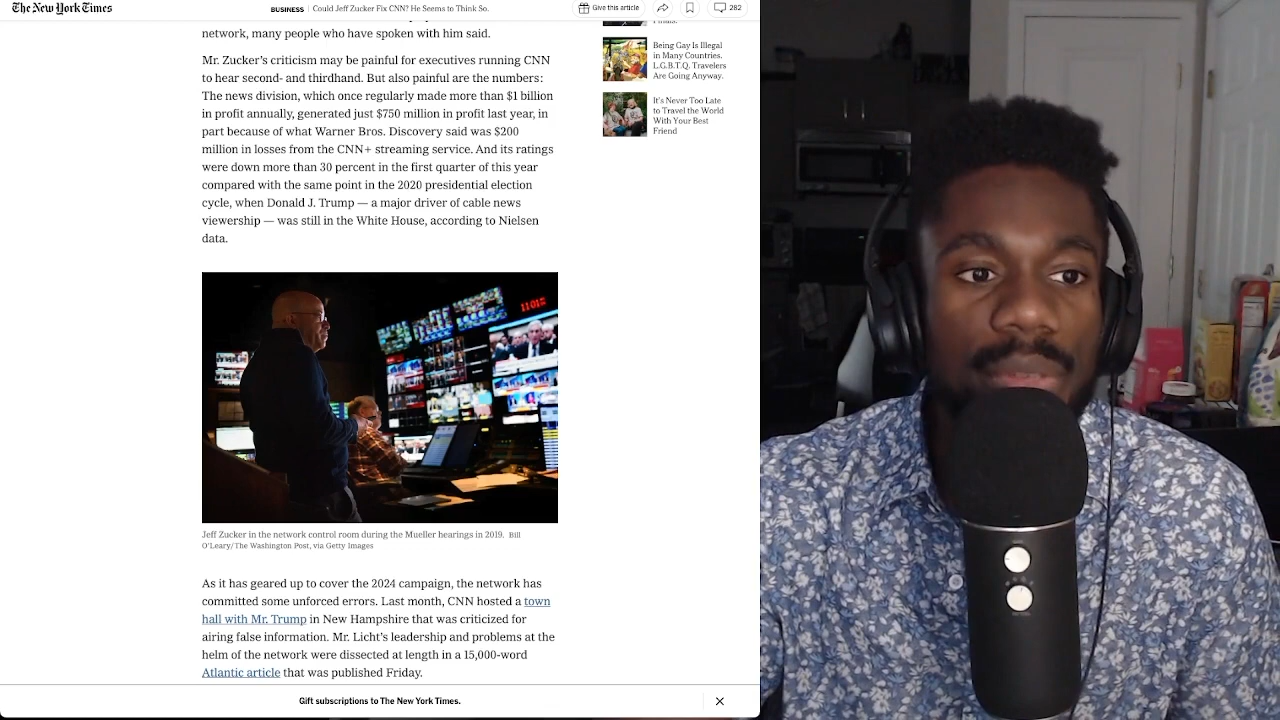 The New York Times
BUSINESS | Could Jeff Zucker Fix CNN? He Seems to Think So.
Give this article
262
network, many people who have spoken with him said.
Mr. Zucker's criticism may be painful for executives running CNN
to hear second- and thirdhand. But also painful are the numbers:
The news division, which once regularly made more than $1 billion
in profit annually, generated just $750 million in profit last year, in
part because of what Warner Bros. Discovery said was $200
million in losses from the CNN+ streaming service. And its ratings
were down more than 30 percent in the first quarter of this year
compared with the same point in the 2020 presidential election
cycle, when Donald J. Trump — a major driver of cable news
viewership — was still in the White House, according to Nielsen
data.
Being Gay Is Illegal
in Many Countries.
L.G.B.T.Q. Travelers
Are Going Anyway.
It's Never Too Late
to Travel the World
With Your Best
Friend
Jeff Zucker in the network control room during the Mueller hearings in 2019. Bill
O'Leary/The Washington Post, via Getty Images
As it has geared up to cover the 2024 campaign, the network has
committed some unforced errors. Last month, CNN hosted a town
hall with Mr. Trump in New Hampshire that was criticized for
airing false information. Mr. Licht's leadership and problems at the
helm of the network were dissected at length in a 15,000-word
Atlantic article that was published Friday.
Gift subscriptions to The New York Times.